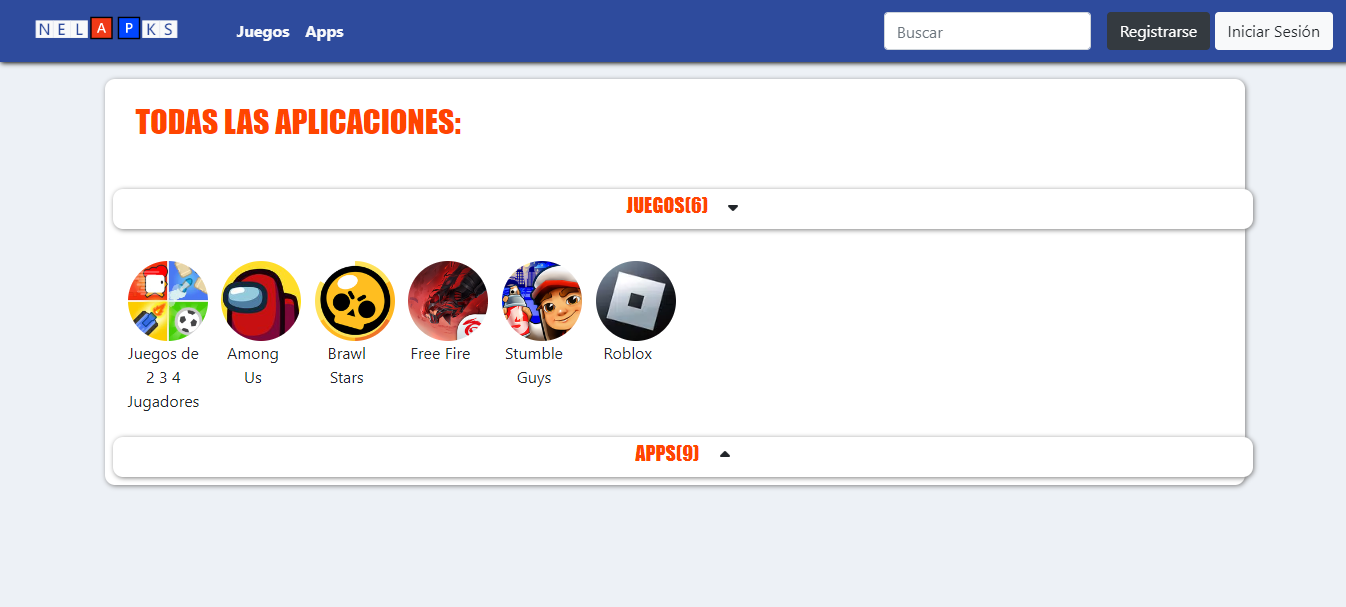 NELAPKS Juegos Apps Buscar Registrarse Iniciar Sesión
TODAS LAS APLICACIONES:
JUEGOS(6)
Juegos de
2 3 4
Jugadores
Among
Us
Brawl
Stars
Free Fire
Stumble
Guys
Roblox
APPS(9)